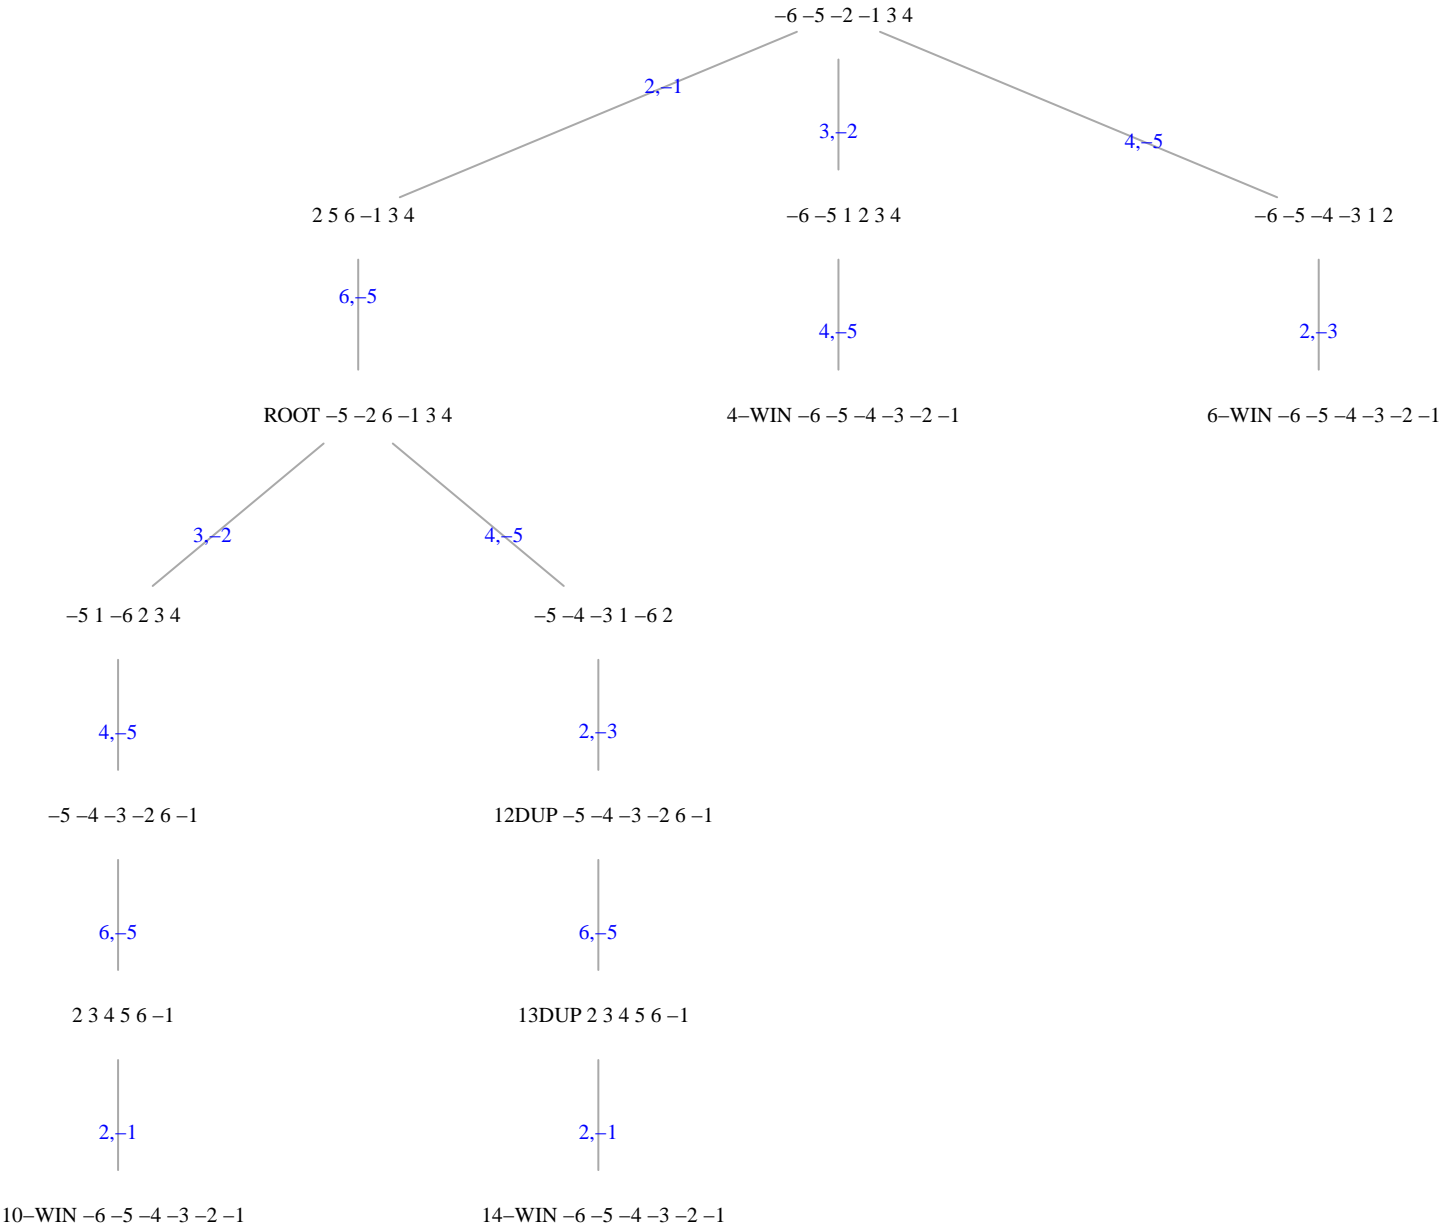 –6 –5 –2 –1 3 4
2,–1
3,–2
4,–5
2 5 6 –1 3 4
–6 –5 1 2 3 4
–6 –5 –4 –3 1 2
6,–5
4,–5
2,–3
ROOT –5 –2 6 –1 3 4
4–WIN –6 –5 –4 –3 –2 –1
6–WIN –6 –5 –4 –3 –2 –1
3,–2
4,–5
–5 1 –6 2 3 4
–5 –4 –3 1 –6 2
4,–5
2,–3
–5 –4 –3 –2 6 –1
12DUP –5 –4 –3 –2 6 –1
6,–5
6,–5
2 3 4 5 6 –1
13DUP 2 3 4 5 6 –1
2,–1
2,–1
10–WIN –6 –5 –4 –3 –2 –1
14–WIN –6 –5 –4 –3 –2 –1